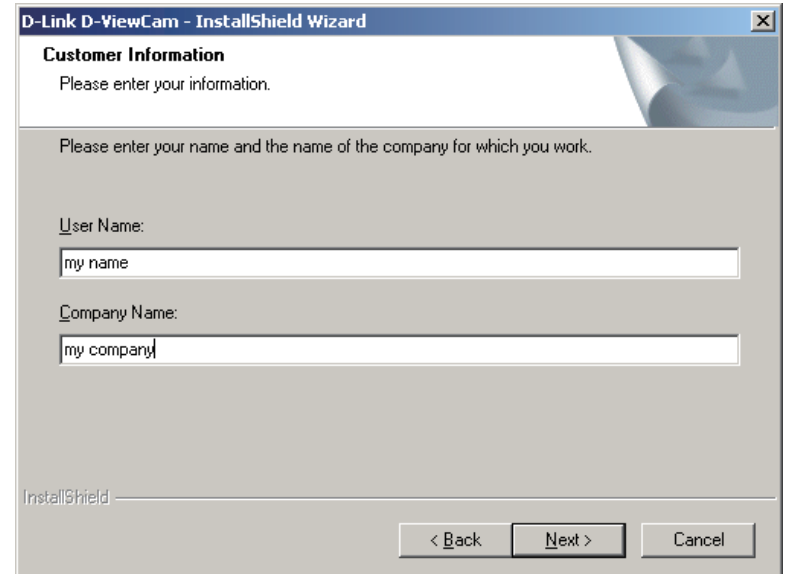 D-Link D-ViewCam - InstallShield Wizard
Customer Information
Please enter your information.
Please enter your name and the name of the company for which you work.
User Name:
my name
Company Name:
my company
InstallShield
< Back Next > Cancel